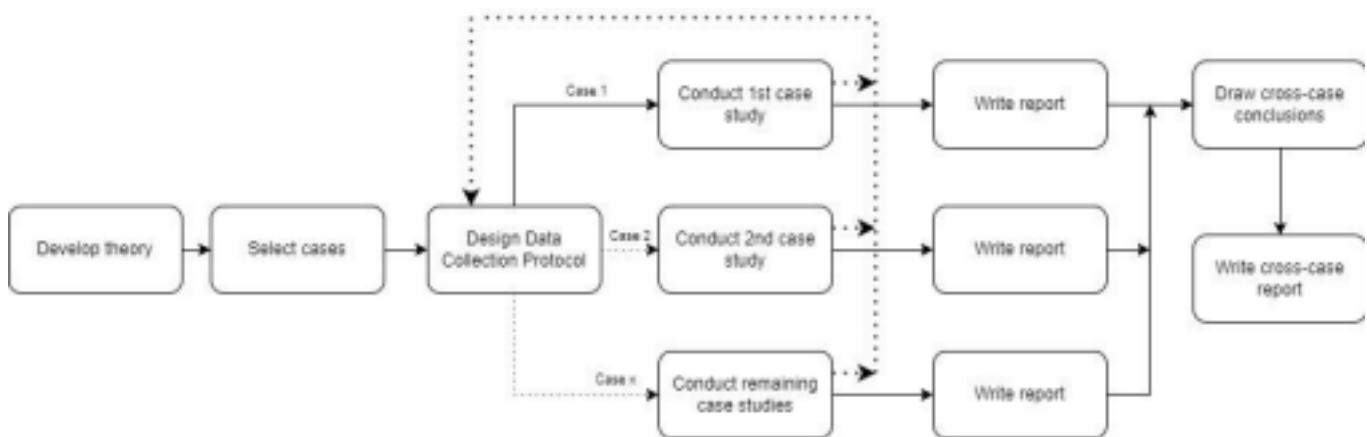 Case 1
Conduct 1st case
study
Write report
Draw cross-case
conclusions
Develop theory
Select cases
Design Data
Collection Protocol
Case 2
Conduct 2nd case
study
Write report
Write cross-case
report
Case x
Conduct remaining
case studies
Write report